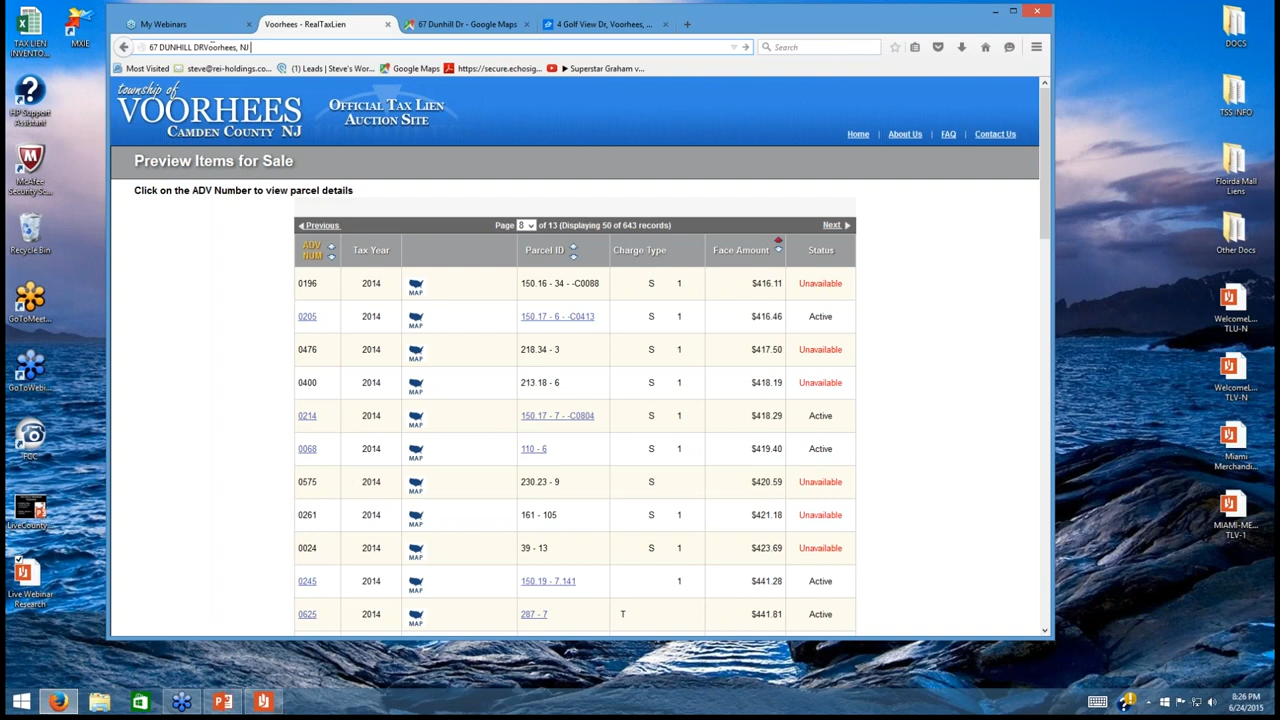 TAX LIEN INVENTO...
MXIE
HP Support Assistant
McAfee Security Sc...
Recycle Bin
GoToMeet...
GoToWebi...
FCC
LiveCounty...
Live Webinar Research
My Webinars ×
Voorhees - RealTaxLien ×
67 Dunhill Dr - Google Maps ×
4 Golf View Dr, Voorhees, ... ×
67 DUNHILL DRVoorhees, NJ
Search
Most Visited
steve@rei-holdings.co...
(1) Leads | Steve's Wor...
Google Maps
https://secure.echosig...
Superstar Graham v...
township of
VOORHEES
CAMDEN COUNTY NJ
OFFICIAL TAX LIEN
AUCTION SITE
Home | About Us | FAQ | Contact Us
Preview Items for Sale
Click on the ADV Number to view parcel details
Previous Page 8 of 13 (Displaying 50 of 643 records) Next
ADV NUM Tax Year Parcel ID Charge Type Face Amount Status
0196 2014 MAP 150.16 - 34 - -C0088 S 1 $416.11 Unavailable
0205 2014 MAP 150.17 - 6 - -C0413 S 1 $416.46 Active
0476 2014 MAP 218.34 - 3 S 1 $417.50 Unavailable
0400 2014 MAP 213.18 - 6 S 1 $418.19 Unavailable
0214 2014 MAP 150.17 - 7 - -C0804 S 1 $418.29 Active
0068 2014 MAP 110 - 6 S 1 $419.40 Active
0575 2014 MAP 230.23 - 9 S 1 $420.59 Unavailable
0261 2014 MAP 161 - 105 S 1 $421.18 Unavailable
0024 2014 MAP 39 - 13 S 1 $423.69 Unavailable
0245 2014 MAP 150.19 - 7.141 1 $441.28 Active
0625 2014 MAP 287 - 7 T $441.81 Active
DOCS
TSS INFO
Floirda Mall Liens
Other Docs
WelcomeL... TLU-N
WelcomeL... TLV-N
Miami Merchandi...
MIAMI-ME... TLV-1
8:26 PM
6/24/2015